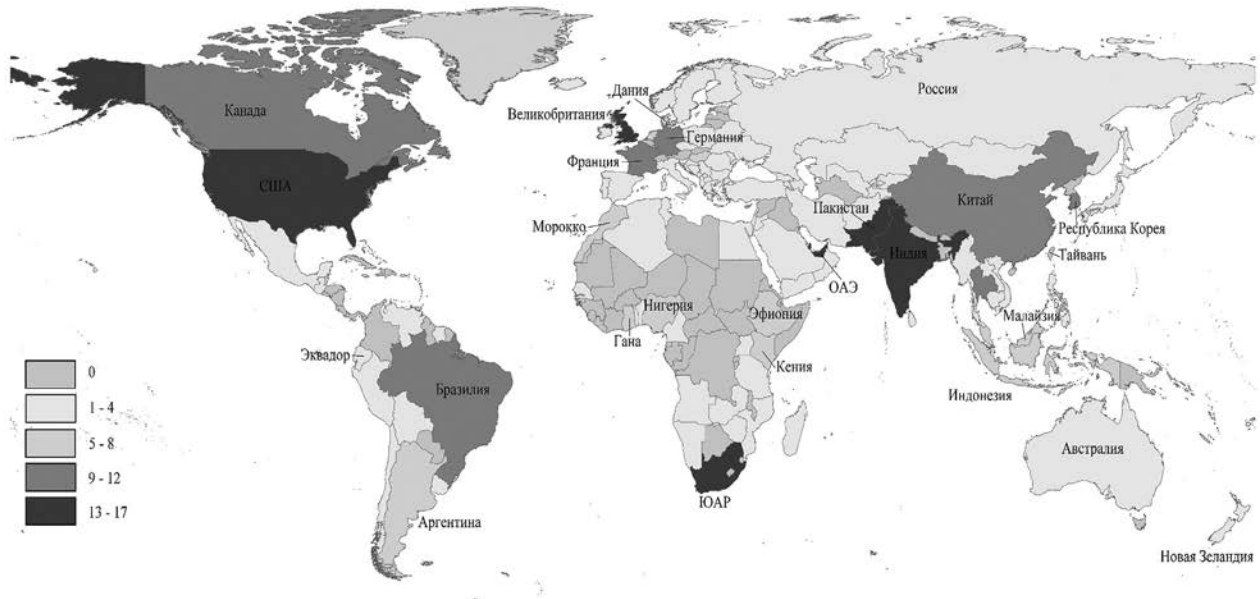 Россия
Дания
Канада
Великобритания
Германия
Франция
США
Китай
Пакистан
Морокко
Республика Корея
Индия
Тайвань
ОАЭ
Нигерия
Эфиопия
Малайзия
Гана
Эквадор
Кения
0
Бразилия
Индонезия
1 - 4
5 - 8
Австралия
9 - 12
ЮАР
13 - 17
Аргентина
Новая Зеландия